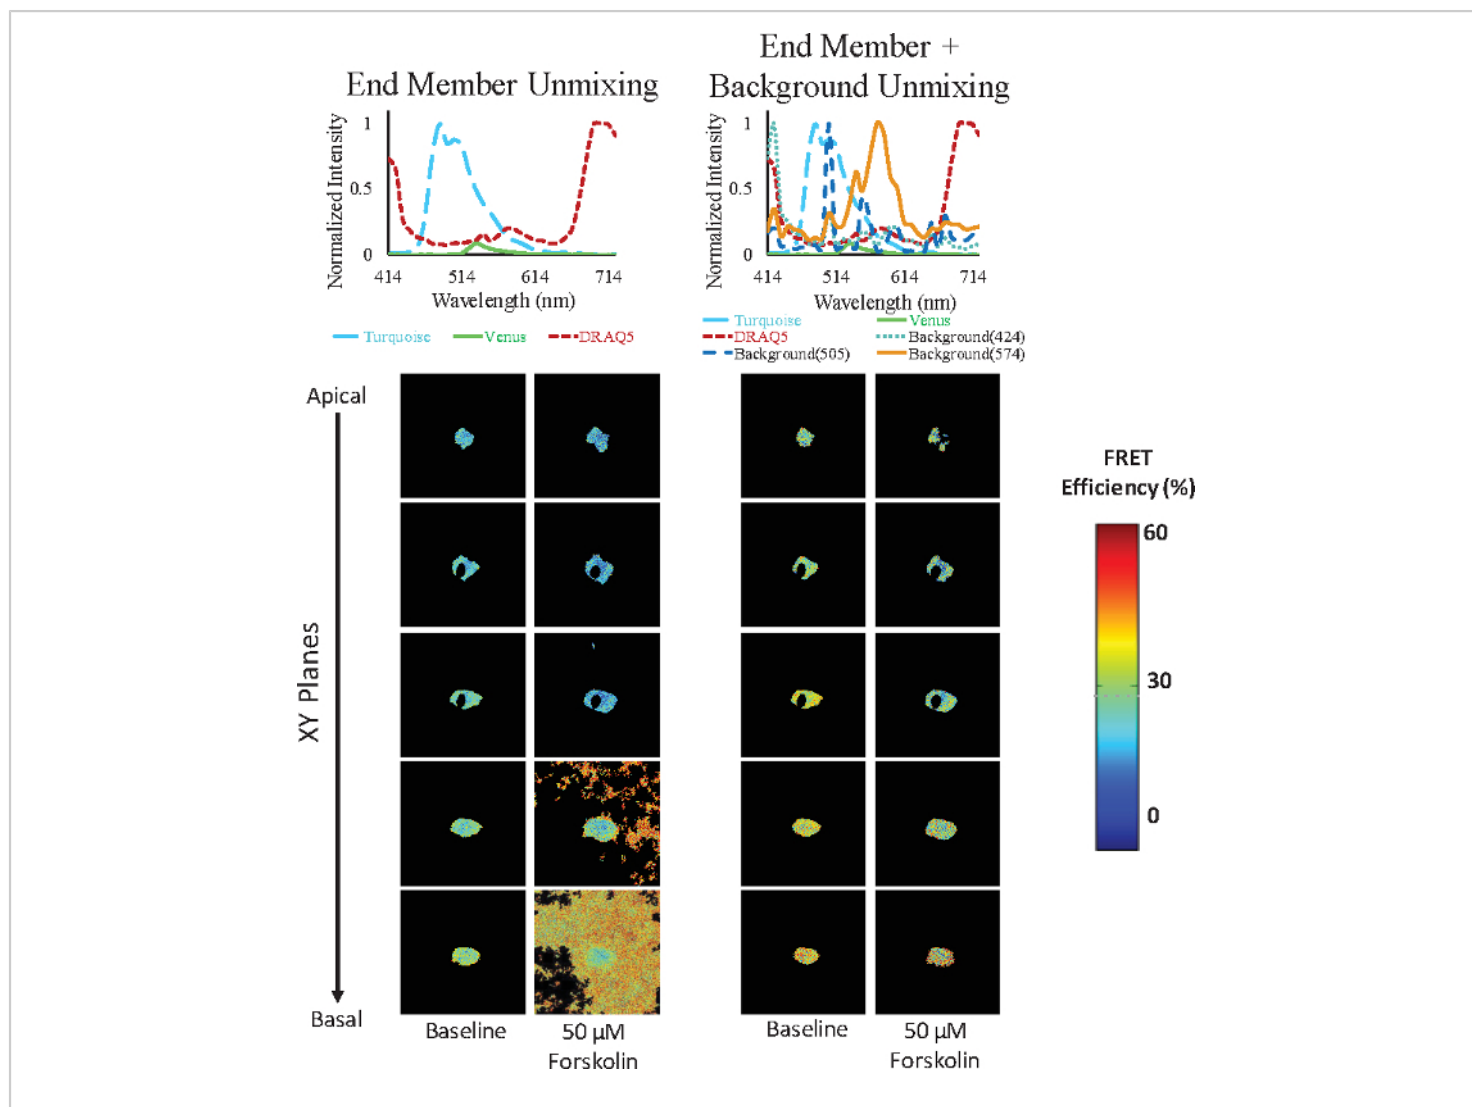 End Member Unmixing
Normalized Intensity
1
0.5
0
414
514
614
714
Wavelength (nm)
Turquoise
Venus
DRAQ5
End Member +
Background Unmixing
Normalized Intensity
1
0.5
0
414
514
614
714
Wavelength (nm)
Turquoise
Venus
DRAQ5
Background(424)
Background(505)
Background(574)
Apical
XY Planes
Basal
Baseline
50 µM
Forskolin
Baseline
50 µM
Forskolin
FRET
Efficiency (%)
60
30
0